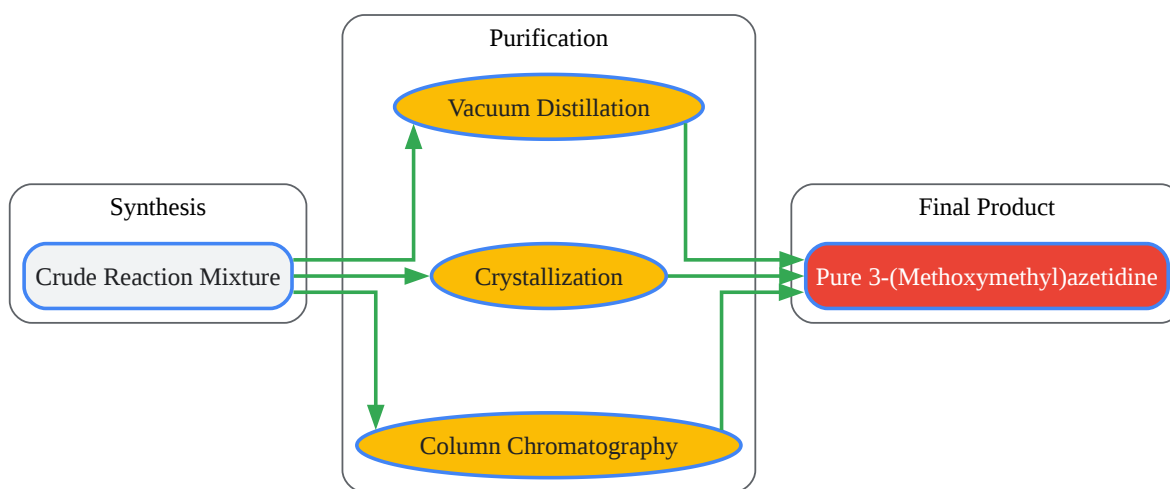 Purification
Vacuum Distillation
Synthesis
Final Product
Crude Reaction Mixture
Crystallization
Pure 3-(Methoxymethyl)azetidine
Column Chromatography